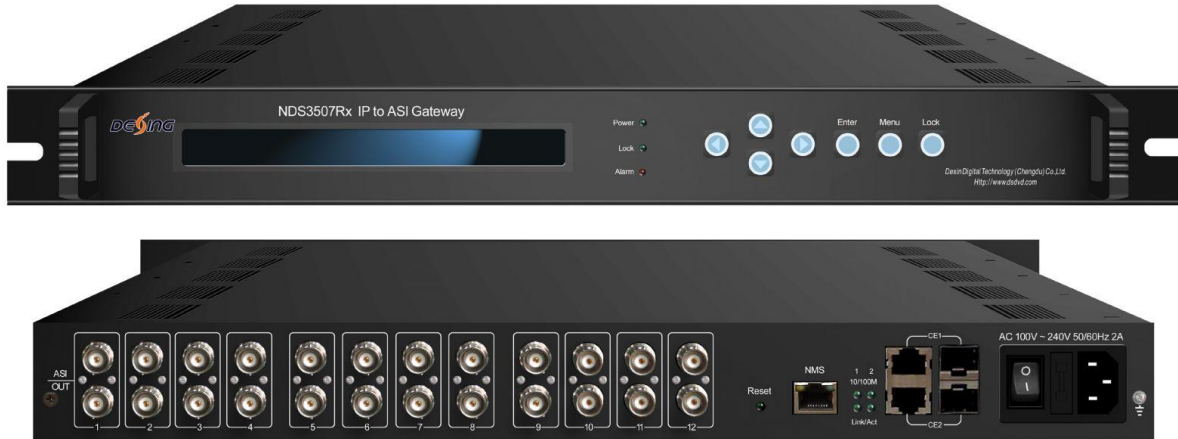 DEXING
NDS3507Rx IP to ASI Gateway
Power
Lock
Alarm
Enter Menu Lock
DexinDigital Technology (Chengdu) Co.,Ltd.
Http://www.dsdvd.com
ASI
OUT
1 2 3 4 5 6 7 8 9 10 11 12
Reset
NMS
1 2
10/100M
Link/Act
CE1
CE2
AC 100V ~ 240V 50/60Hz 2A
O
I